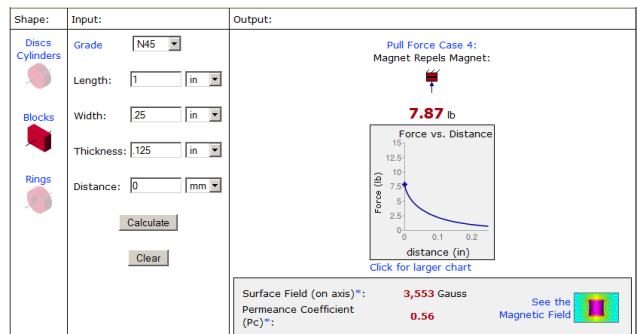 Shape: Input: Output:
Discs
Cylinders
Blocks
Rings
Grade N45
Length: 1 in
Width: .25 in
Thickness: .125 in
Distance: 0 mm
Calculate
Clear
Pull Force Case 4:
Magnet Repels Magnet:
7.87 lb
Force vs. Distance
15
12.5
10
7.5
5
2.5
0
Force (lb)
0 0.1 0.2
distance (in)
Click for larger chart
Surface Field (on axis)*: 3,553 Gauss
Permeance Coefficient
(Pc)*: 0.56
See the
Magnetic Field